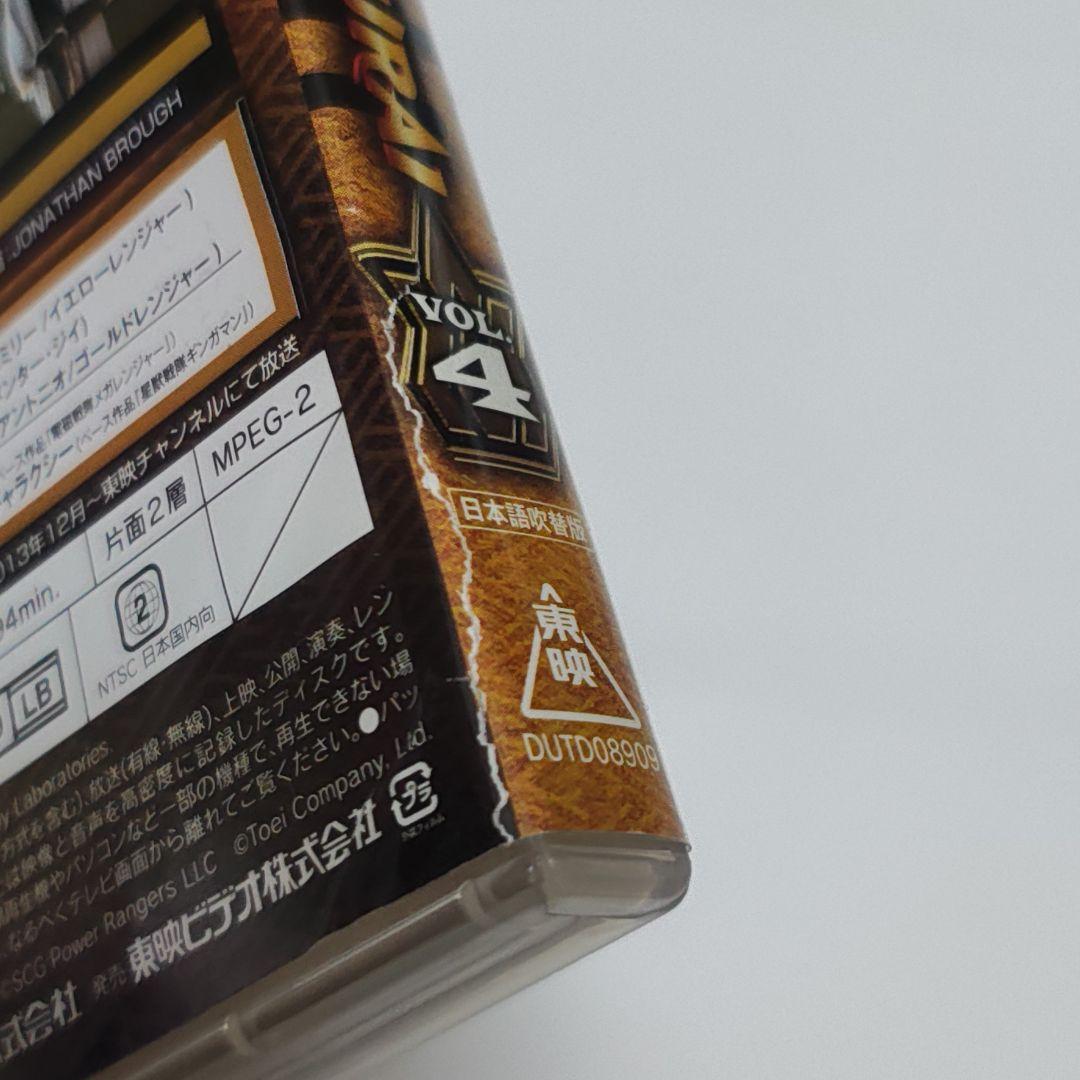 JONATHAN BROUGH
ミリー/イエローレンジャー)
ンター・ジイ)
アントニオ/ゴールドレンジャー)
ース作品「電磁戦隊メガレンジャー」)
ャラクシー(ベース作品「星獣戦隊ギンガマン」)
013年12月~東映チャンネルにて放送
94min.
片面2層
MPEG-2
LB
2
NTSC 日本国内向
y Laboratories.
方式を含む)、放送(有線・無線)、上映、公開、演奏、レン
は映像と音声を高密度に記録したディスクです。
再生機やパソコンなど一部の機種で、再生できない場
なるべくテレビ画面から離れてご覧ください。●パッ
©SCG Power Rangers LLC ©Toei Company, Ltd.
式会社 発売 東映ビデオ株式会社
プラ
URAI
VOL.
4
日本語吹替版
東映
DUTD08909